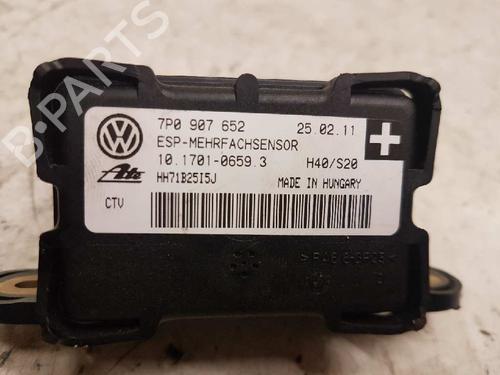 B-Parts
7P0 907 652
25.02.11
ESP-MEHRFACHSENSOR
10.1701-0659.3
H40/S20
Ate
HH71B25I5J
MADE IN HUNGARY
CTV